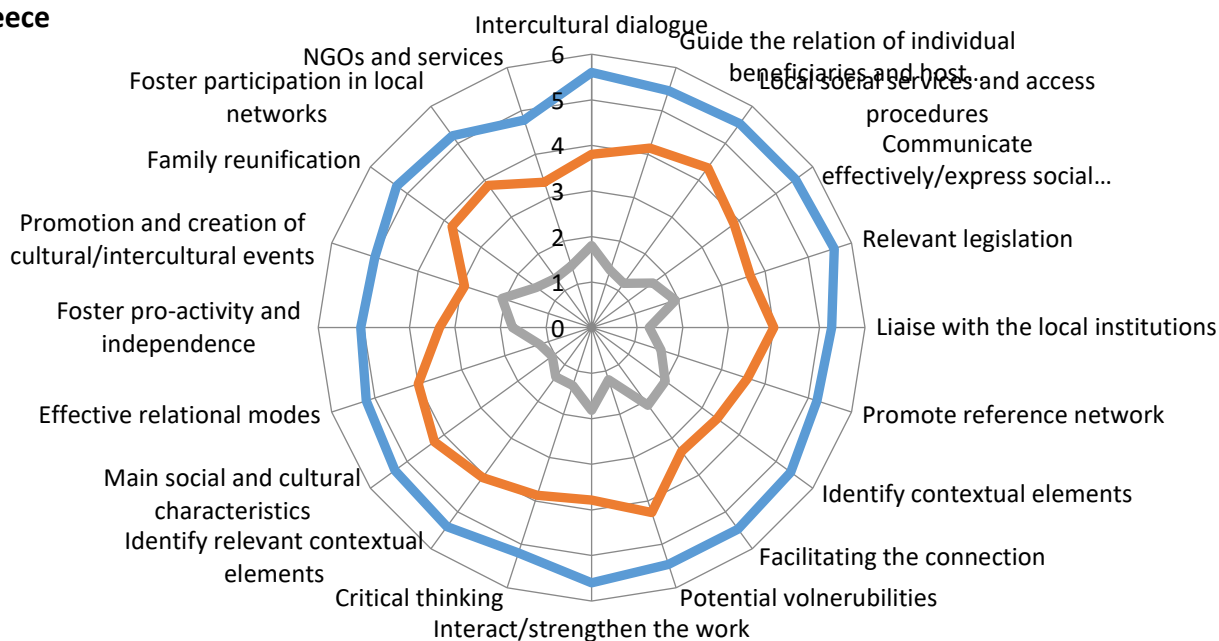 eece
Intercultural dialogue
Guide the relation of individual
beneficiaries and host…
Local social services and access
procedures
Communicate
effectively/express social…
Relevant legislation
Liaise with the local institutions
Promote reference network
Identify contextual elements
Facilitating the connection
Potential volnerubilities
Interact/strengthen the work
Critical thinking
Identify relevant contextual
elements
Main social and cultural
characteristics
Effective relational modes
Foster pro-activity and
independence
Promotion and creation of
cultural/intercultural events
Family reunification
Foster participation in local
networks
NGOs and services
6
5
4
3
2
1
0